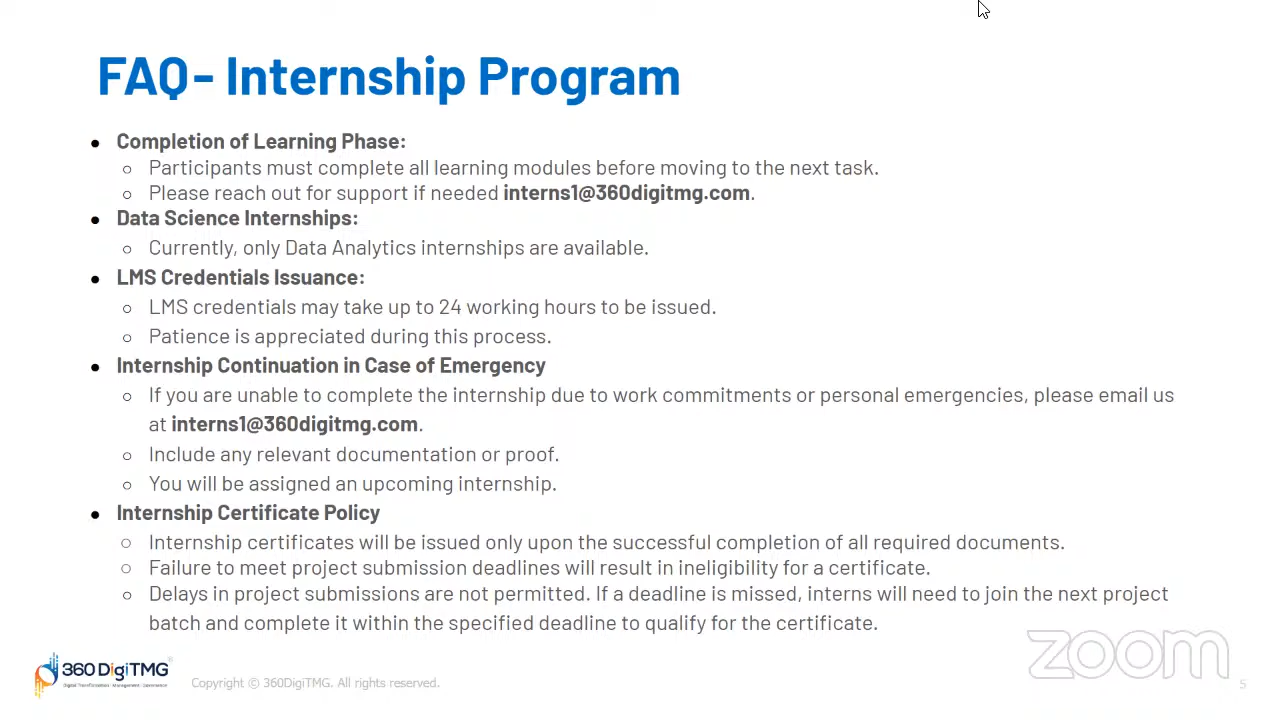 FAQ- Internship Program
● Completion of Learning Phase:
○ Participants must complete all learning modules before moving to the next task.
○ Please reach out for support if needed interns1@360digitmg.com.
● Data Science Internships:
○ Currently, only Data Analytics internships are available.
● LMS Credentials Issuance:
○ LMS credentials may take up to 24 working hours to be issued.
○ Patience is appreciated during this process.
● Internship Continuation in Case of Emergency
○ If you are unable to complete the internship due to work commitments or personal emergencies, please email us
at interns1@360digitmg.com.
○ Include any relevant documentation or proof.
○ You will be assigned an upcoming internship.
● Internship Certificate Policy
○ Internship certificates will be issued only upon the successful completion of all required documents.
○ Failure to meet project submission deadlines will result in ineligibility for a certificate.
○ Delays in project submissions are not permitted. If a deadline is missed, interns will need to join the next project
batch and complete it within the specified deadline to qualify for the certificate.
zoom
360DigiTMG®
Copyright © 360DigiTMG. All rights reserved.
5